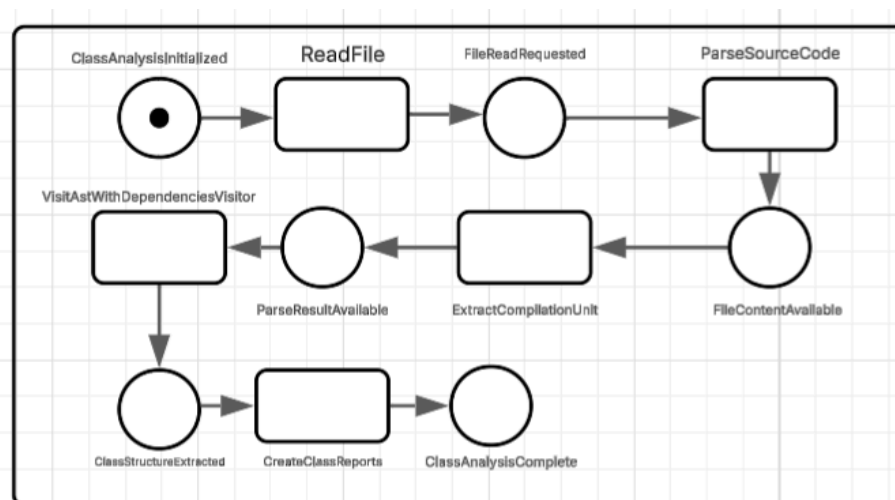 ClassAnalysisInitialized
ReadFile
FileReadRequested
ParseSourceCode
VisitAstWithDependenciesVisitor
ParseResultAvailable
ExtractCompilationUnit
FileContentAvailable
ClassStructureExtracted
CreateClassReports
ClassAnalysisComplete